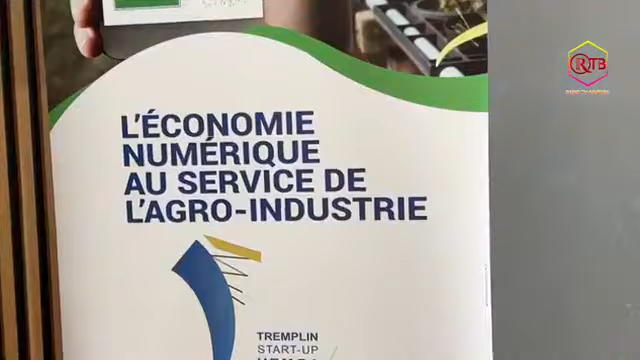 L'ÉCONOMIE
NUMÉRIQUE
AU SERVICE DE
L'AGRO-INDUSTRIE
TREMPLIN
START-UP
RTB